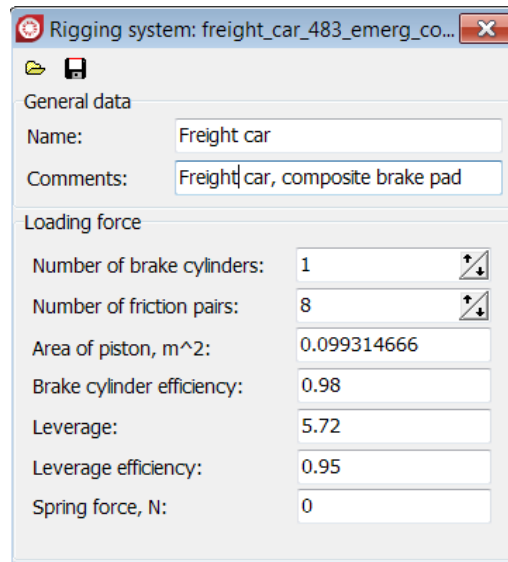 Rigging system: freight_car_483_emerg_co...
General data
Name: Freight car
Comments: Freight car, composite brake pad
Loading force
Number of brake cylinders: 1
Number of friction pairs: 8
Area of piston, m^2: 0.099314666
Brake cylinder efficiency: 0.98
Leverage: 5.72
Leverage efficiency: 0.95
Spring force, N: 0